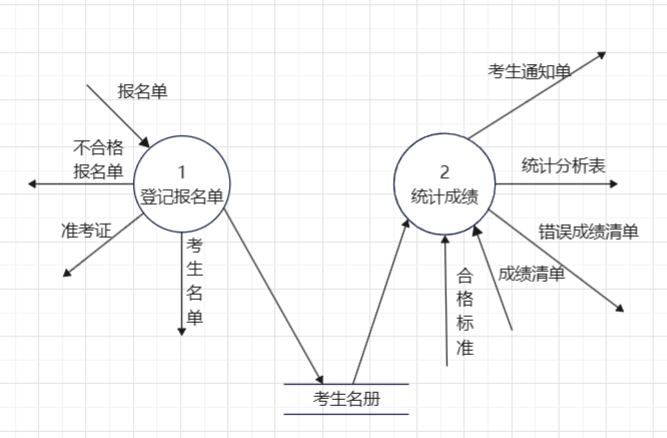 报名单
不合格
报名单
准考证
1
登记报名单
考
生
名
单
考生名册
考生通知单
2
统计成绩
统计分析表
错误成绩清单
成绩清单
合
格
标
准